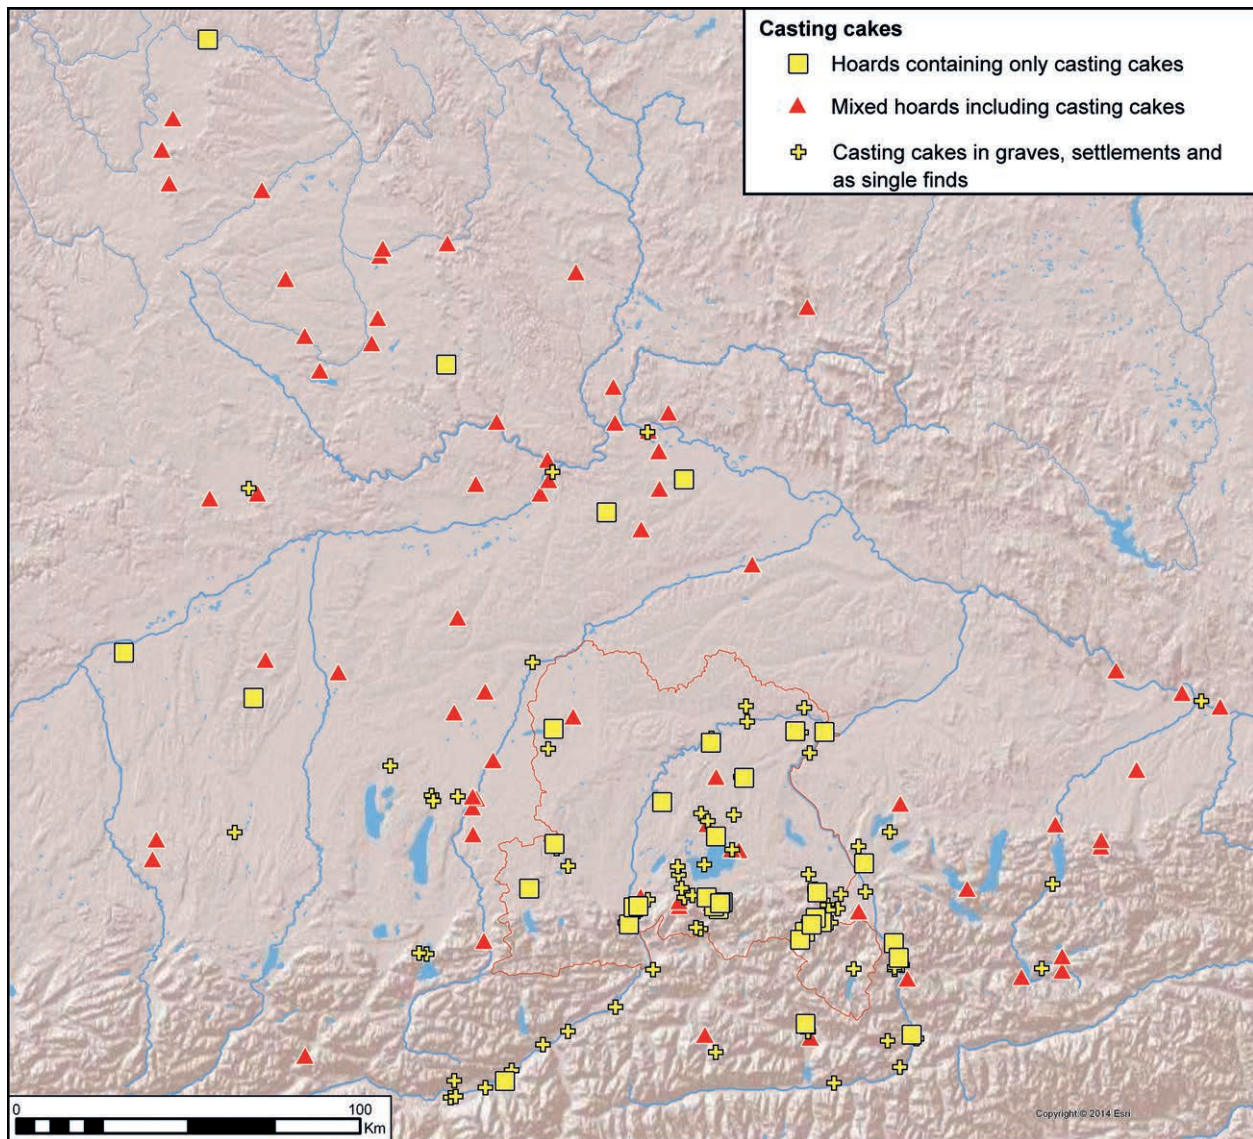 Casting cakes
Hoards containing only casting cakes
Mixed hoards including casting cakes
Casting cakes in graves, settlements and
as single finds
0 100
Km
Copyright © 2014 Esri